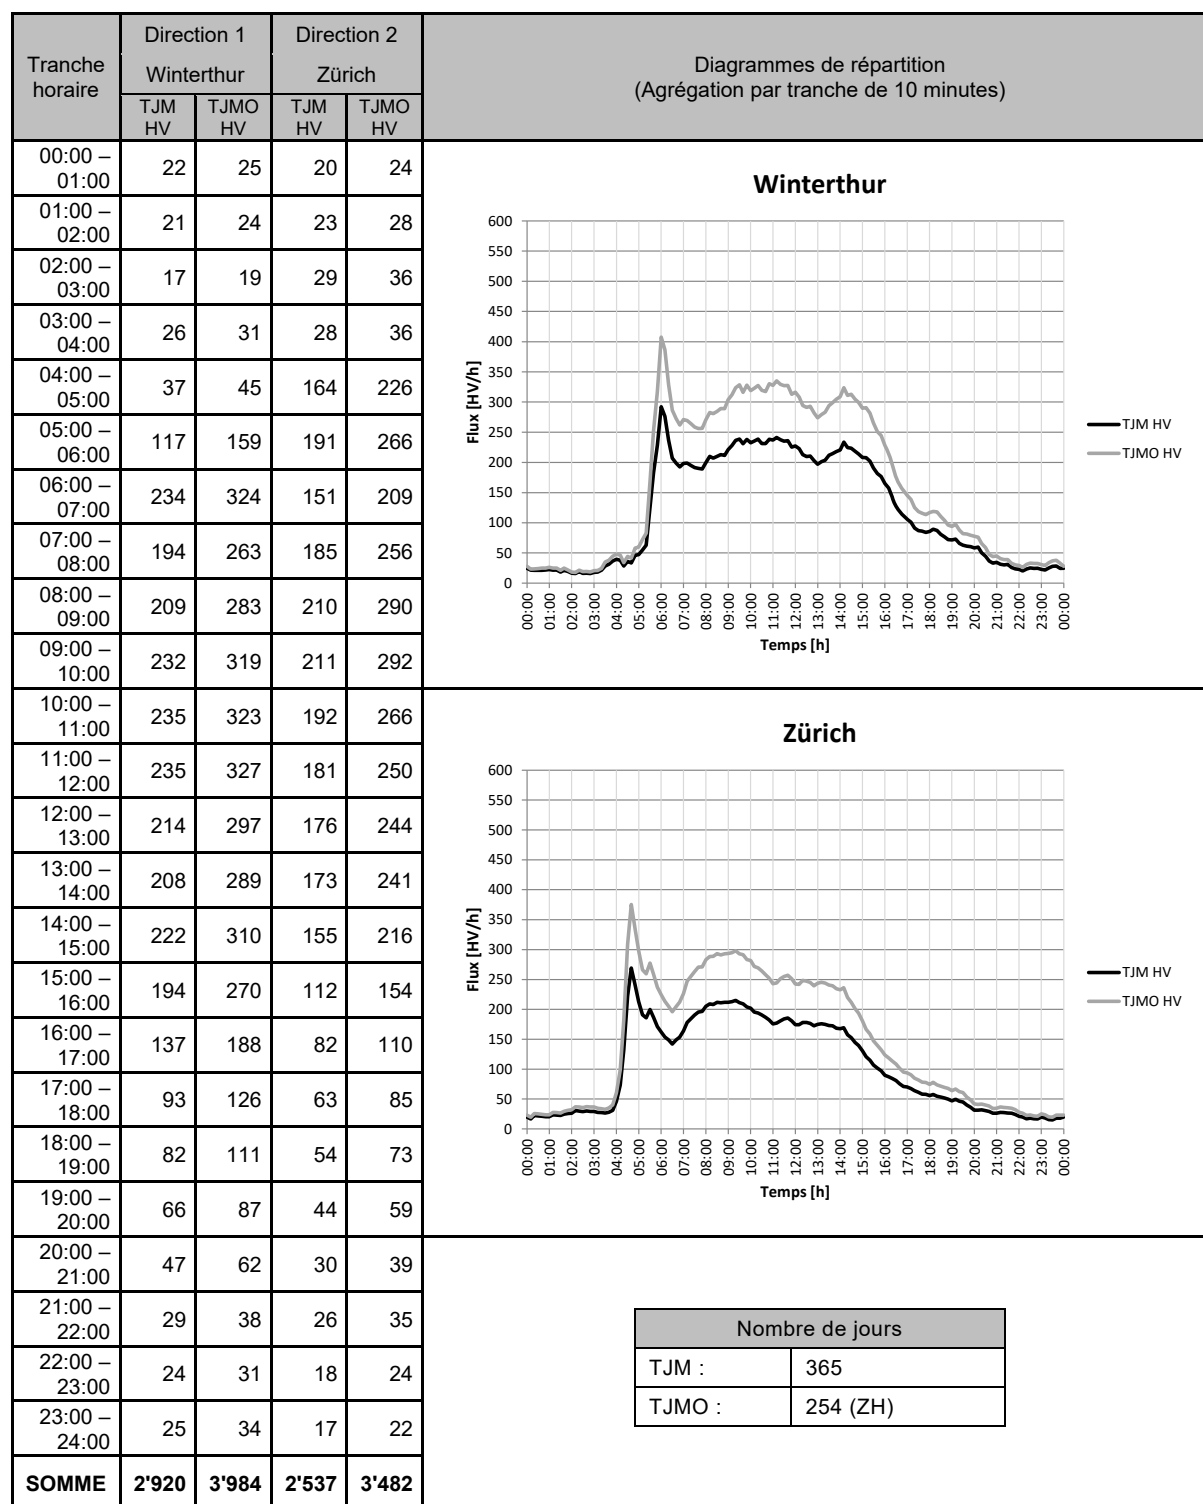 Tranche horaire
Direction 1
Direction 2
Diagrammes de répartition
(Agrégation par tranche de 10 minutes)
Winterthur
Zürich
TJM HV
TJMO HV
TJM HV
TJMO HV
00:00 – 01:00 22 25 20 24
01:00 – 02:00 21 24 23 28
02:00 – 03:00 17 19 29 36
03:00 – 04:00 26 31 28 36
04:00 – 05:00 37 45 164 226
05:00 – 06:00 117 159 191 266
06:00 – 07:00 234 324 151 209
07:00 – 08:00 194 263 185 256
08:00 – 09:00 209 283 210 290
09:00 – 10:00 232 319 211 292
10:00 – 11:00 235 323 192 266
11:00 – 12:00 235 327 181 250
12:00 – 13:00 214 297 176 244
13:00 – 14:00 208 289 173 241
14:00 – 15:00 222 310 155 216
15:00 – 16:00 194 270 112 154
16:00 – 17:00 137 188 82 110
17:00 – 18:00 93 126 63 85
18:00 – 19:00 82 111 54 73
19:00 – 20:00 66 87 44 59
20:00 – 21:00 47 62 30 39
21:00 – 22:00 29 38 26 35
22:00 – 23:00 24 31 18 24
23:00 – 24:00 25 34 17 22
SOMME 2'920 3'984 2'537 3'482
Winterthur
600
550
500
450
400
350
300
250
200
150
100
50
0
Flux [HV/h]
00:00 01:00 02:00 03:00 04:00 05:00 06:00 07:00 08:00 09:00 10:00 11:00 12:00 13:00 14:00 15:00 16:00 17:00 18:00 19:00 20:00 21:00 22:00 23:00 00:00
Temps [h]
TJM HV
TJMO HV
Zürich
600
550
500
450
400
350
300
250
200
150
100
50
0
Flux [HV/h]
00:00 01:00 02:00 03:00 04:00 05:00 06:00 07:00 08:00 09:00 10:00 11:00 12:00 13:00 14:00 15:00 16:00 17:00 18:00 19:00 20:00 21:00 22:00 23:00 00:00
Temps [h]
TJM HV
TJMO HV
Nombre de jours
TJM : 365
TJMO : 254 (ZH)